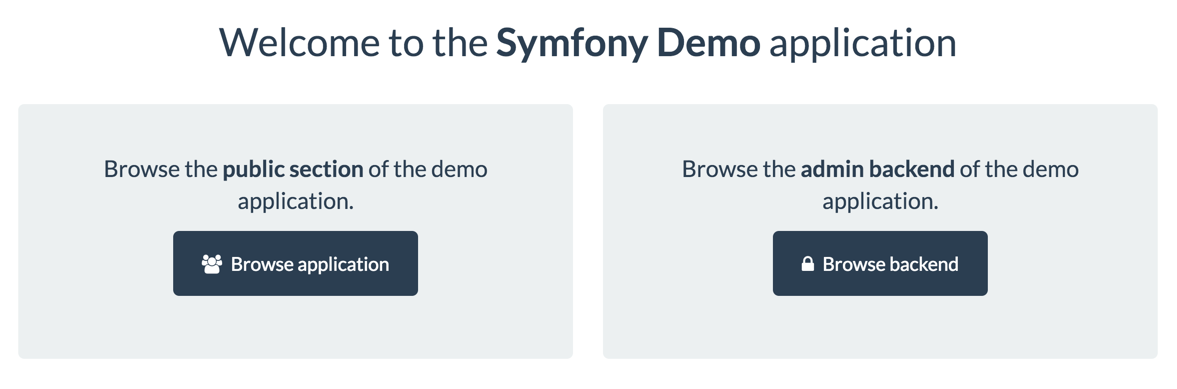 Welcome to the Symfony Demo application
Browse the public section of the demo
application.
Browse application
Browse the admin backend of the demo
application.
Browse backend